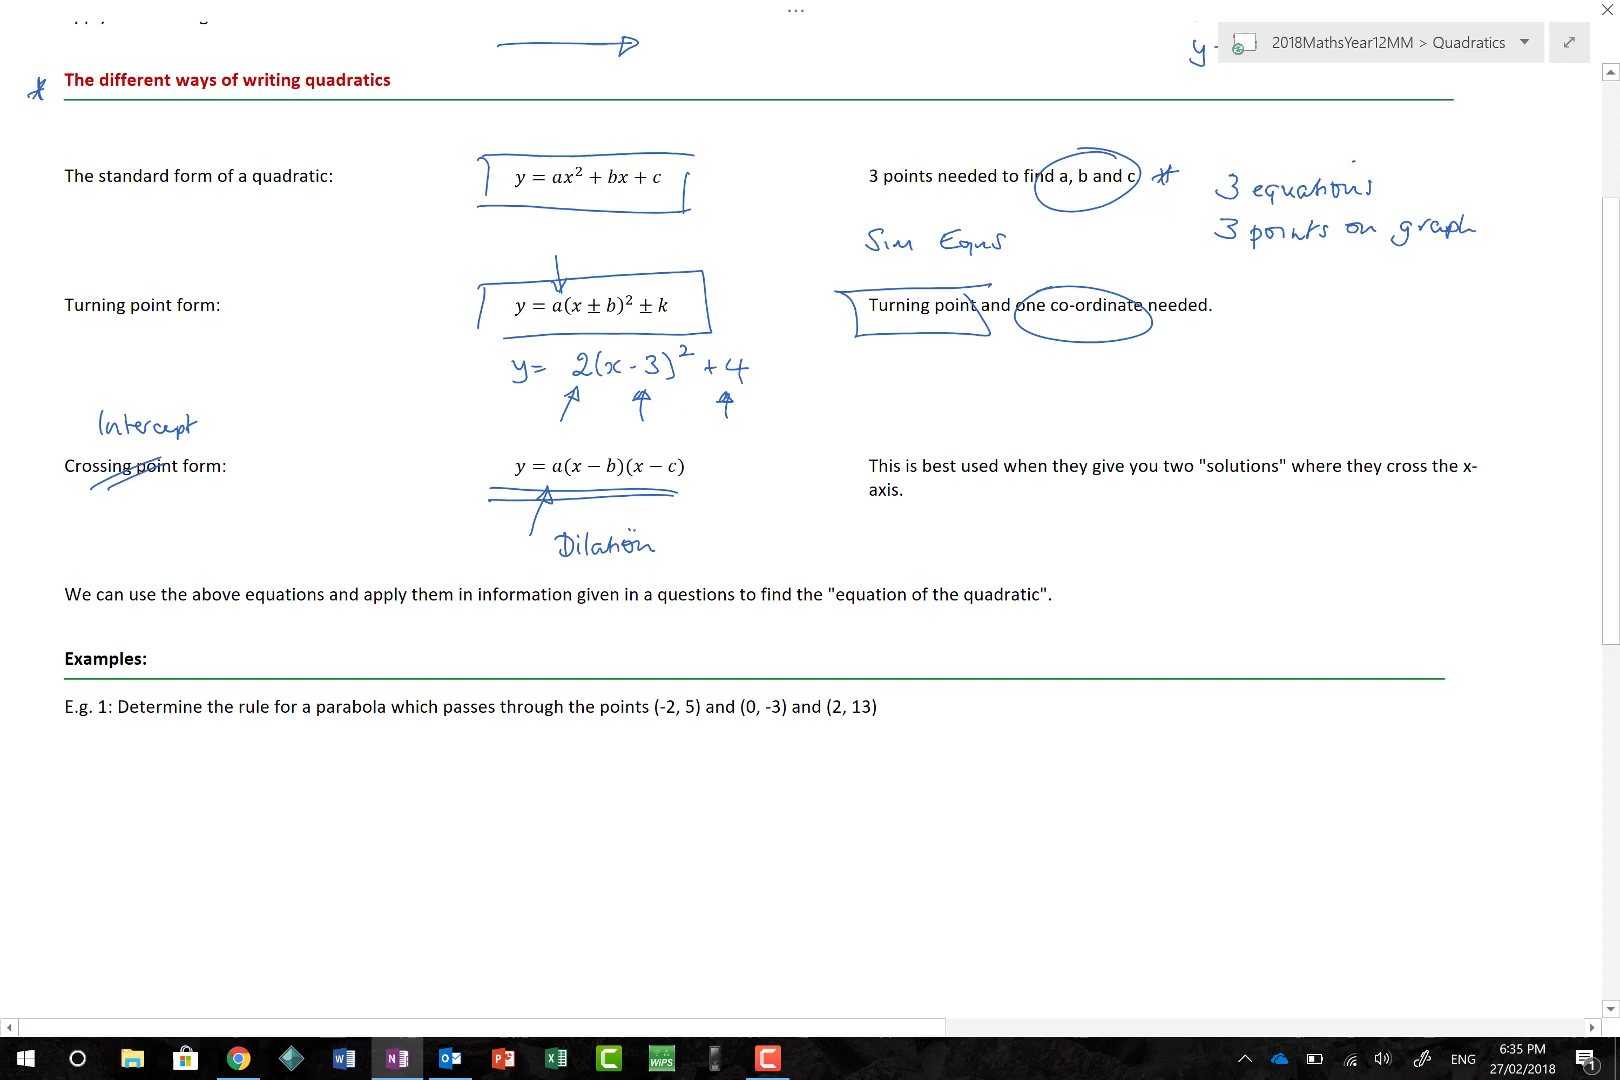 2018MathsYear12MM > Quadratics
y -
* The different ways of writing quadratics
The standard form of a quadratic:
y = ax² + bx + c
3 points needed to find a, b and c *
3 equations
3 points on graph
Sim Equs
Turning point form:
y = a(x ± b)² ± k
Turning point and one co-ordinate needed.
y = 2(x - 3)² + 4
Intercept
Crossing point form:
y = a(x − b)(x − c)
This is best used when they give you two "solutions" where they cross the x-
axis.
Dilation
We can use the above equations and apply them in information given in a questions to find the "equation of the quadratic".
Examples:
E.g. 1: Determine the rule for a parabola which passes through the points (-2, 5) and (0, -3) and (2, 13)
WiPS
ENG
6:35 PM
27/02/2018
1